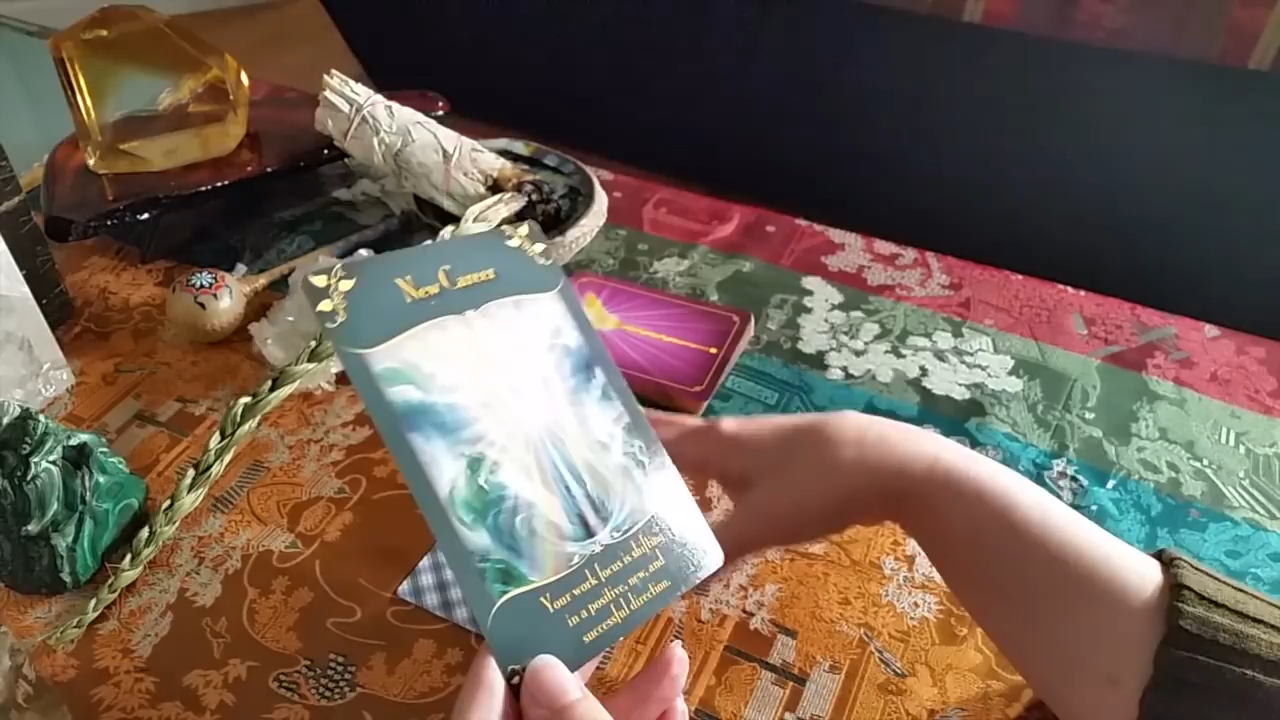 New Career
Your work focus is shifting
in a positive, new, and
successful direction.